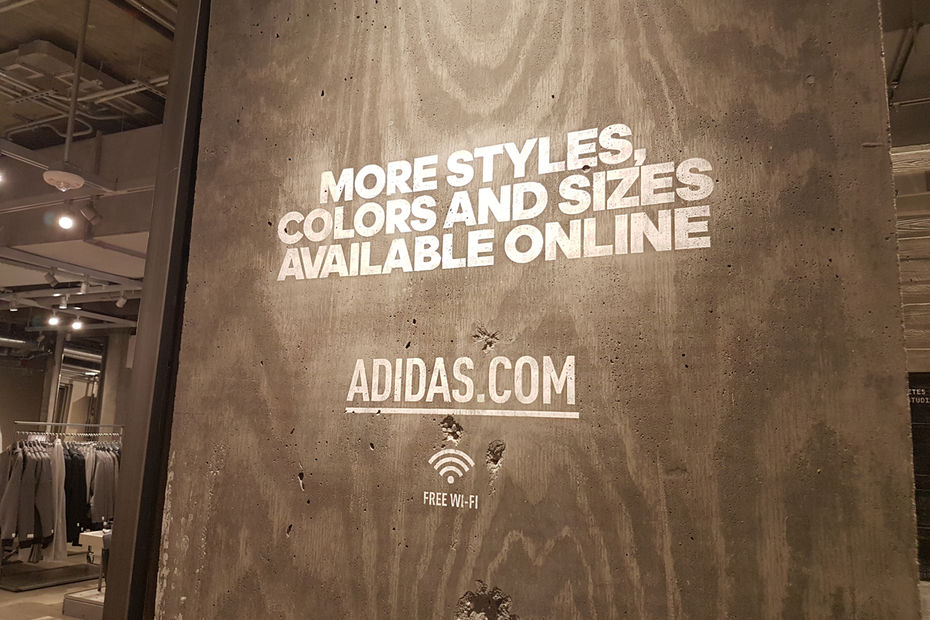 MORE STYLES,
COLORS AND SIZES
AVAILABLE ONLINE
ADIDAS.COM
FREE WI-FI